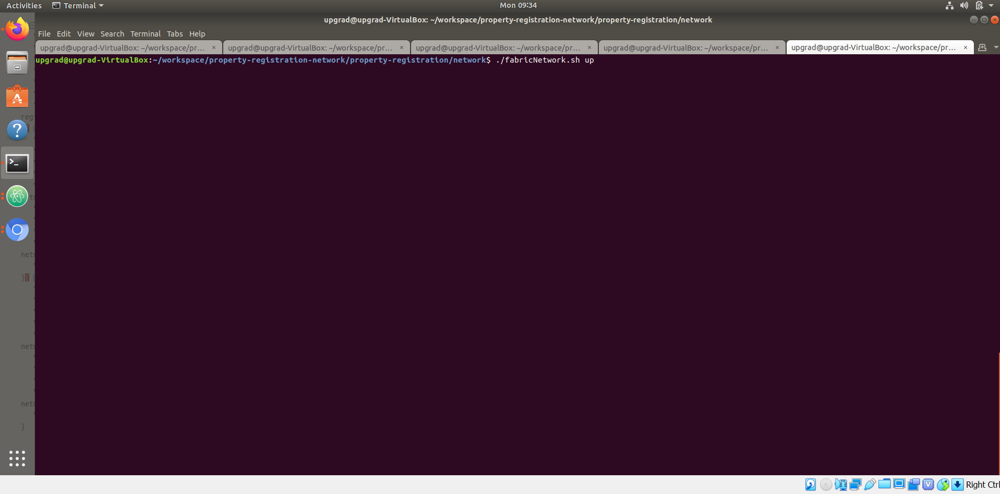 Activities
Terminal
Mon 09:34
upgrad@upgrad-VirtualBox: ~/workspace/property-registration-network/property-registration/network
File Edit View Search Terminal Tabs Help
upgrad@upgrad-VirtualBox: ~/workspace/pr… × upgrad@upgrad-VirtualBox: ~/workspace/pr… × upgrad@upgrad-VirtualBox: ~/workspace/pr… × upgrad@upgrad-VirtualBox: ~/workspace/pr… × upgrad@upgrad-VirtualBox: ~/workspace/pr… ×
upgrad@upgrad-VirtualBox:~/workspace/property-registration-network/property-registration/network$ ./fabricNetwork.sh up
netw
}{
netw
netw
}
Right Ctrl